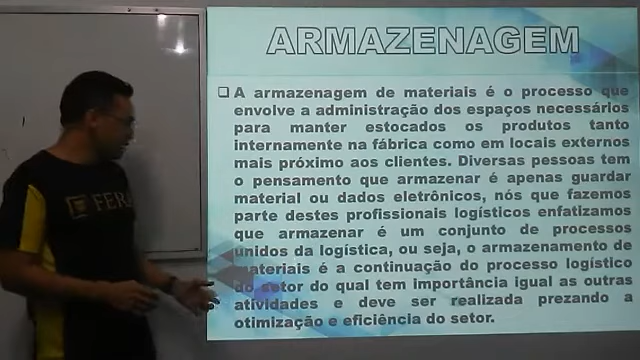 ARMAZENAGEM
❑ A armazenagem de materiais é o processo que
envolve a administração dos espaços necessários
para manter estocados os produtos tanto
internamente na fábrica como em locais externos
mais próximo aos clientes. Diversas pessoas tem
o pensamento que armazenar é apenas guardar
material ou dados eletrônicos, nós que fazemos
parte destes profissionais logísticos enfatizamos
que armazenar é um conjunto de processos
unidos da logística, ou seja, o armazenamento de
materiais é a continuação do processo logístico
do setor do qual tem importância igual as outras
atividades e deve ser realizada prezando a
otimização e eficiência do setor.